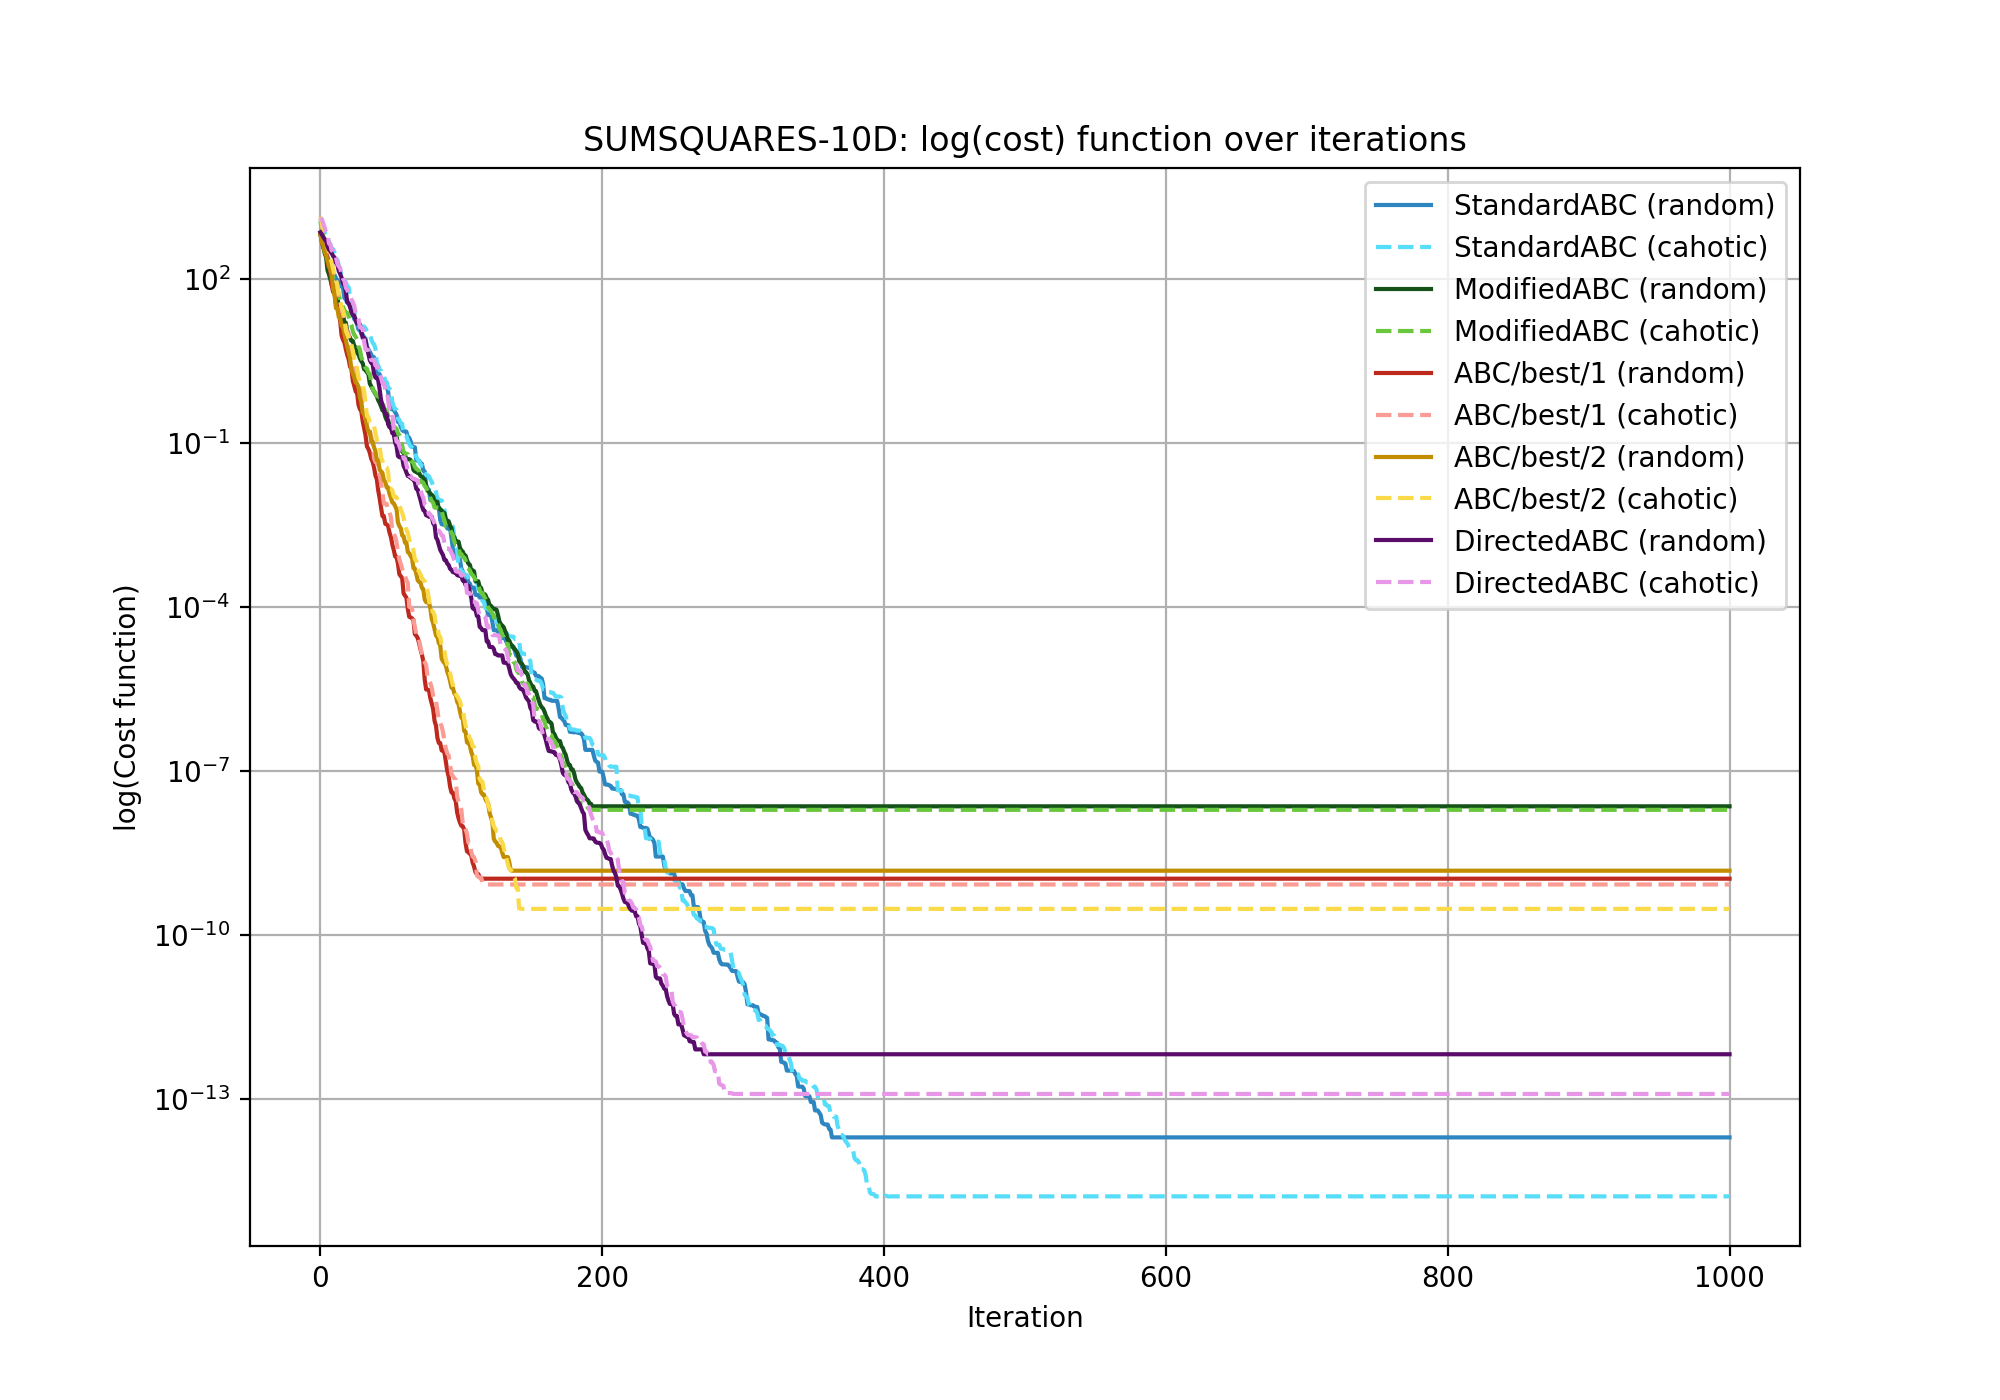 SUMSQUARES-10D: log(cost) function over iterations
log(Cost function)
10²
10⁻¹
10⁻⁴
10⁻⁷
10⁻¹⁰
10⁻¹³
StandardABC (random)
StandardABC (cahotic)
ModifiedABC (random)
ModifiedABC (cahotic)
ABC/best/1 (random)
ABC/best/1 (cahotic)
ABC/best/2 (random)
ABC/best/2 (cahotic)
DirectedABC (random)
DirectedABC (cahotic)
0 200 400 600 800 1000
Iteration